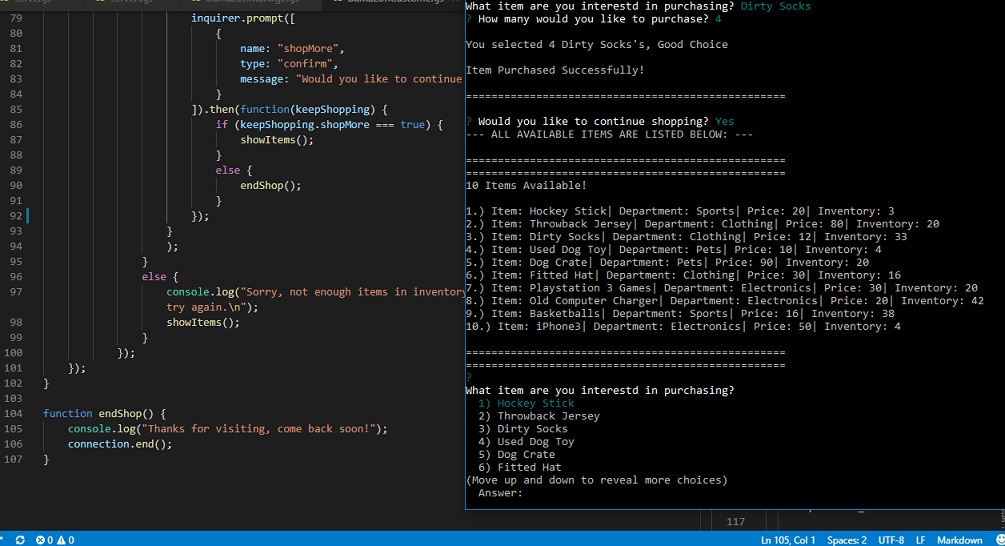 79 inquirer.prompt([
80 {
81 name: "shopMore",
82 type: "confirm",
83 message: "Would you like to continue
84 }
85 ]).then(function(keepShopping) {
86 if (keepShopping.shopMore === true) {
87 showItems();
88 }
89 else {
90 endShop();
91 }
92 });
93 }
94 );
95 }
96 else {
97 console.log("Sorry, not enough items in inventory
try again.\n");
98 showItems();
99 }
100 });
101 });
102 }
103
104 function endShop() {
105 console.log("Thanks for visiting, come back soon!");
106 connection.end();
107 }
What item are you interestd in purchasing? Dirty Socks
? How many would you like to purchase? 4
You selected 4 Dirty Socks's, Good Choice
Item Purchased Successfully!
==================================================
? Would you like to continue shopping? Yes
--- ALL AVAILABLE ITEMS ARE LISTED BELOW: ---
==================================================
==================================================
10 Items Available!
1.) Item: Hockey Stick| Department: Sports| Price: 20| Inventory: 3
2.) Item: Throwback Jersey| Department: Clothing| Price: 80| Inventory: 20
3.) Item: Dirty Socks| Department: Clothing| Price: 12| Inventory: 33
4.) Item: Used Dog Toy| Department: Pets| Price: 10| Inventory: 4
5.) Item: Dog Crate| Department: Pets| Price: 90| Inventory: 20
6.) Item: Fitted Hat| Department: Clothing| Price: 30| Inventory: 16
7.) Item: Playstation 3 Games| Department: Electronics| Price: 30| Inventory: 20
8.) Item: Old Computer Charger| Department: Electronics| Price: 20| Inventory: 42
9.) Item: Basketballs| Department: Sports| Price: 16| Inventory: 38
10.) Item: iPhone3| Department: Electronics| Price: 50| Inventory: 4
==================================================
==================================================
?
What item are you interestd in purchasing?
1) Hockey Stick
2) Throwback Jersey
3) Dirty Socks
4) Used Dog Toy
5) Dog Crate
6) Fitted Hat
(Move up and down to reveal more choices)
Answer:
117
0 0 Ln 105, Col 1 Spaces: 2 UTF-8 LF Markdown